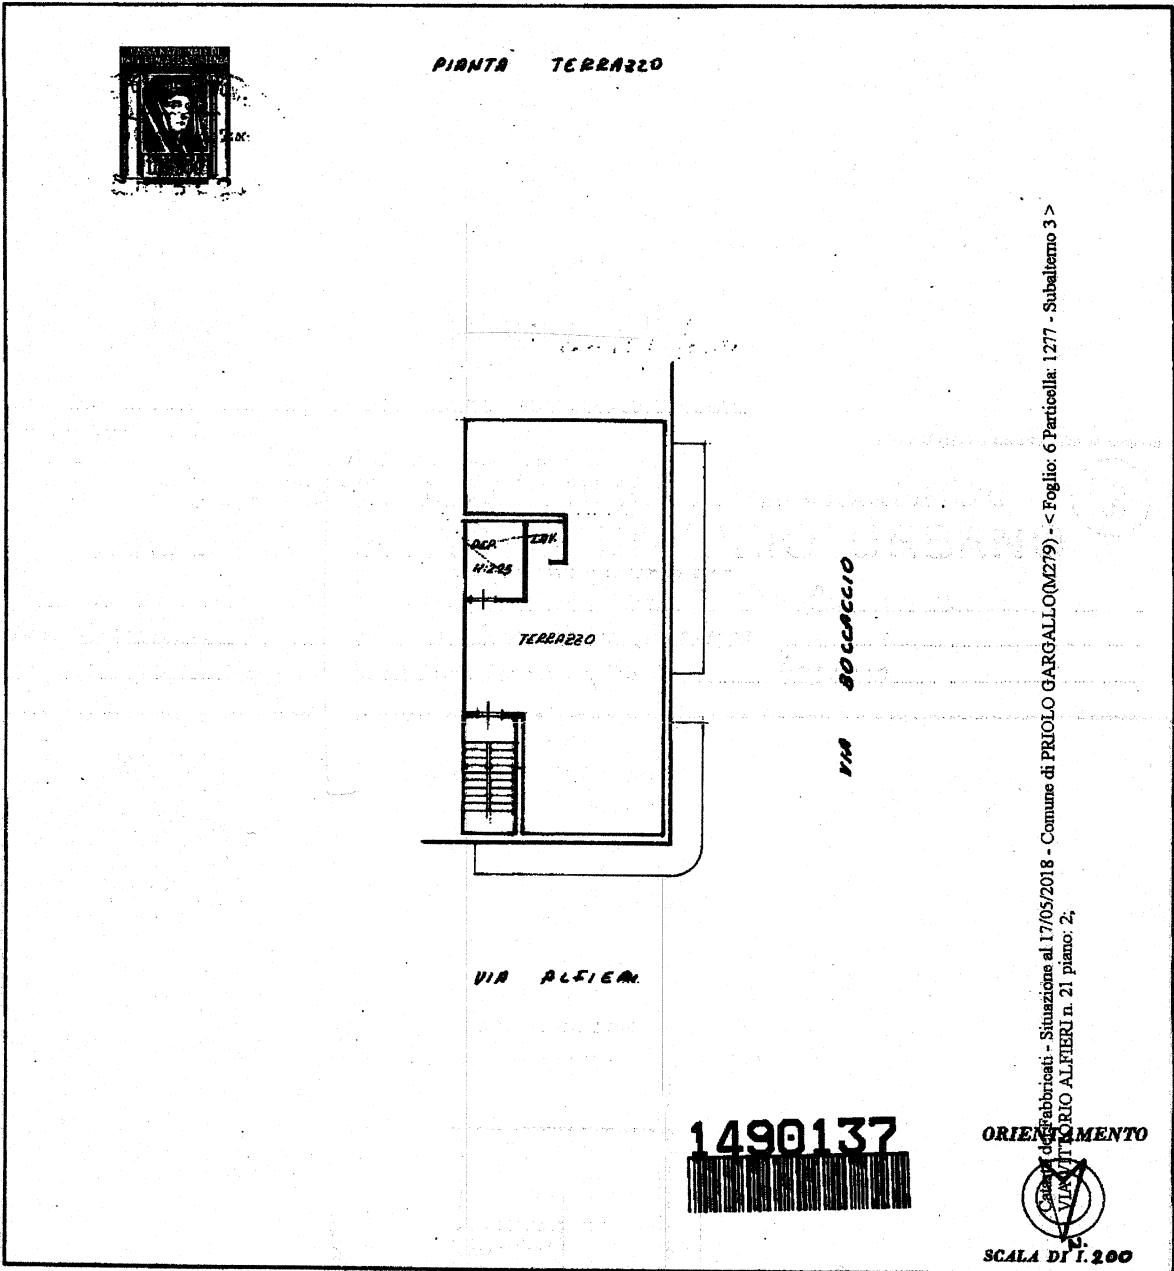 PIANTA TERRAZZO
DEP.
LAV.
H=2.25
TERRAZZO
VIA BOCCACCIO
VIA ALFIERI
Catasto dei Fabbricati - Situazione al 17/05/2018 - Comune di PRIOLO GARGALLO(M279) - < Foglio: 6 Particella: 1277 - Subalterno 3 >
VIA VITTORIO ALFIERI n. 21 piano: 2;
1490137
ORIENTAMENTO
SCALA DI 1.200